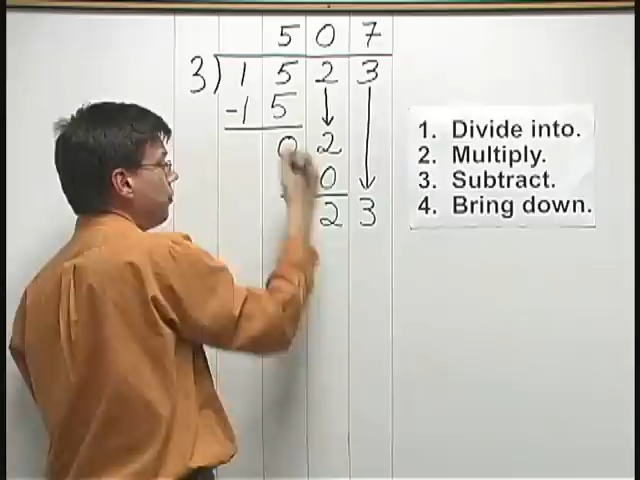 5 0 7
3) 1 5 2 3
-1 5
0 2
0
2 3
1. Divide into.
2. Multiply.
3. Subtract.
4. Bring down.